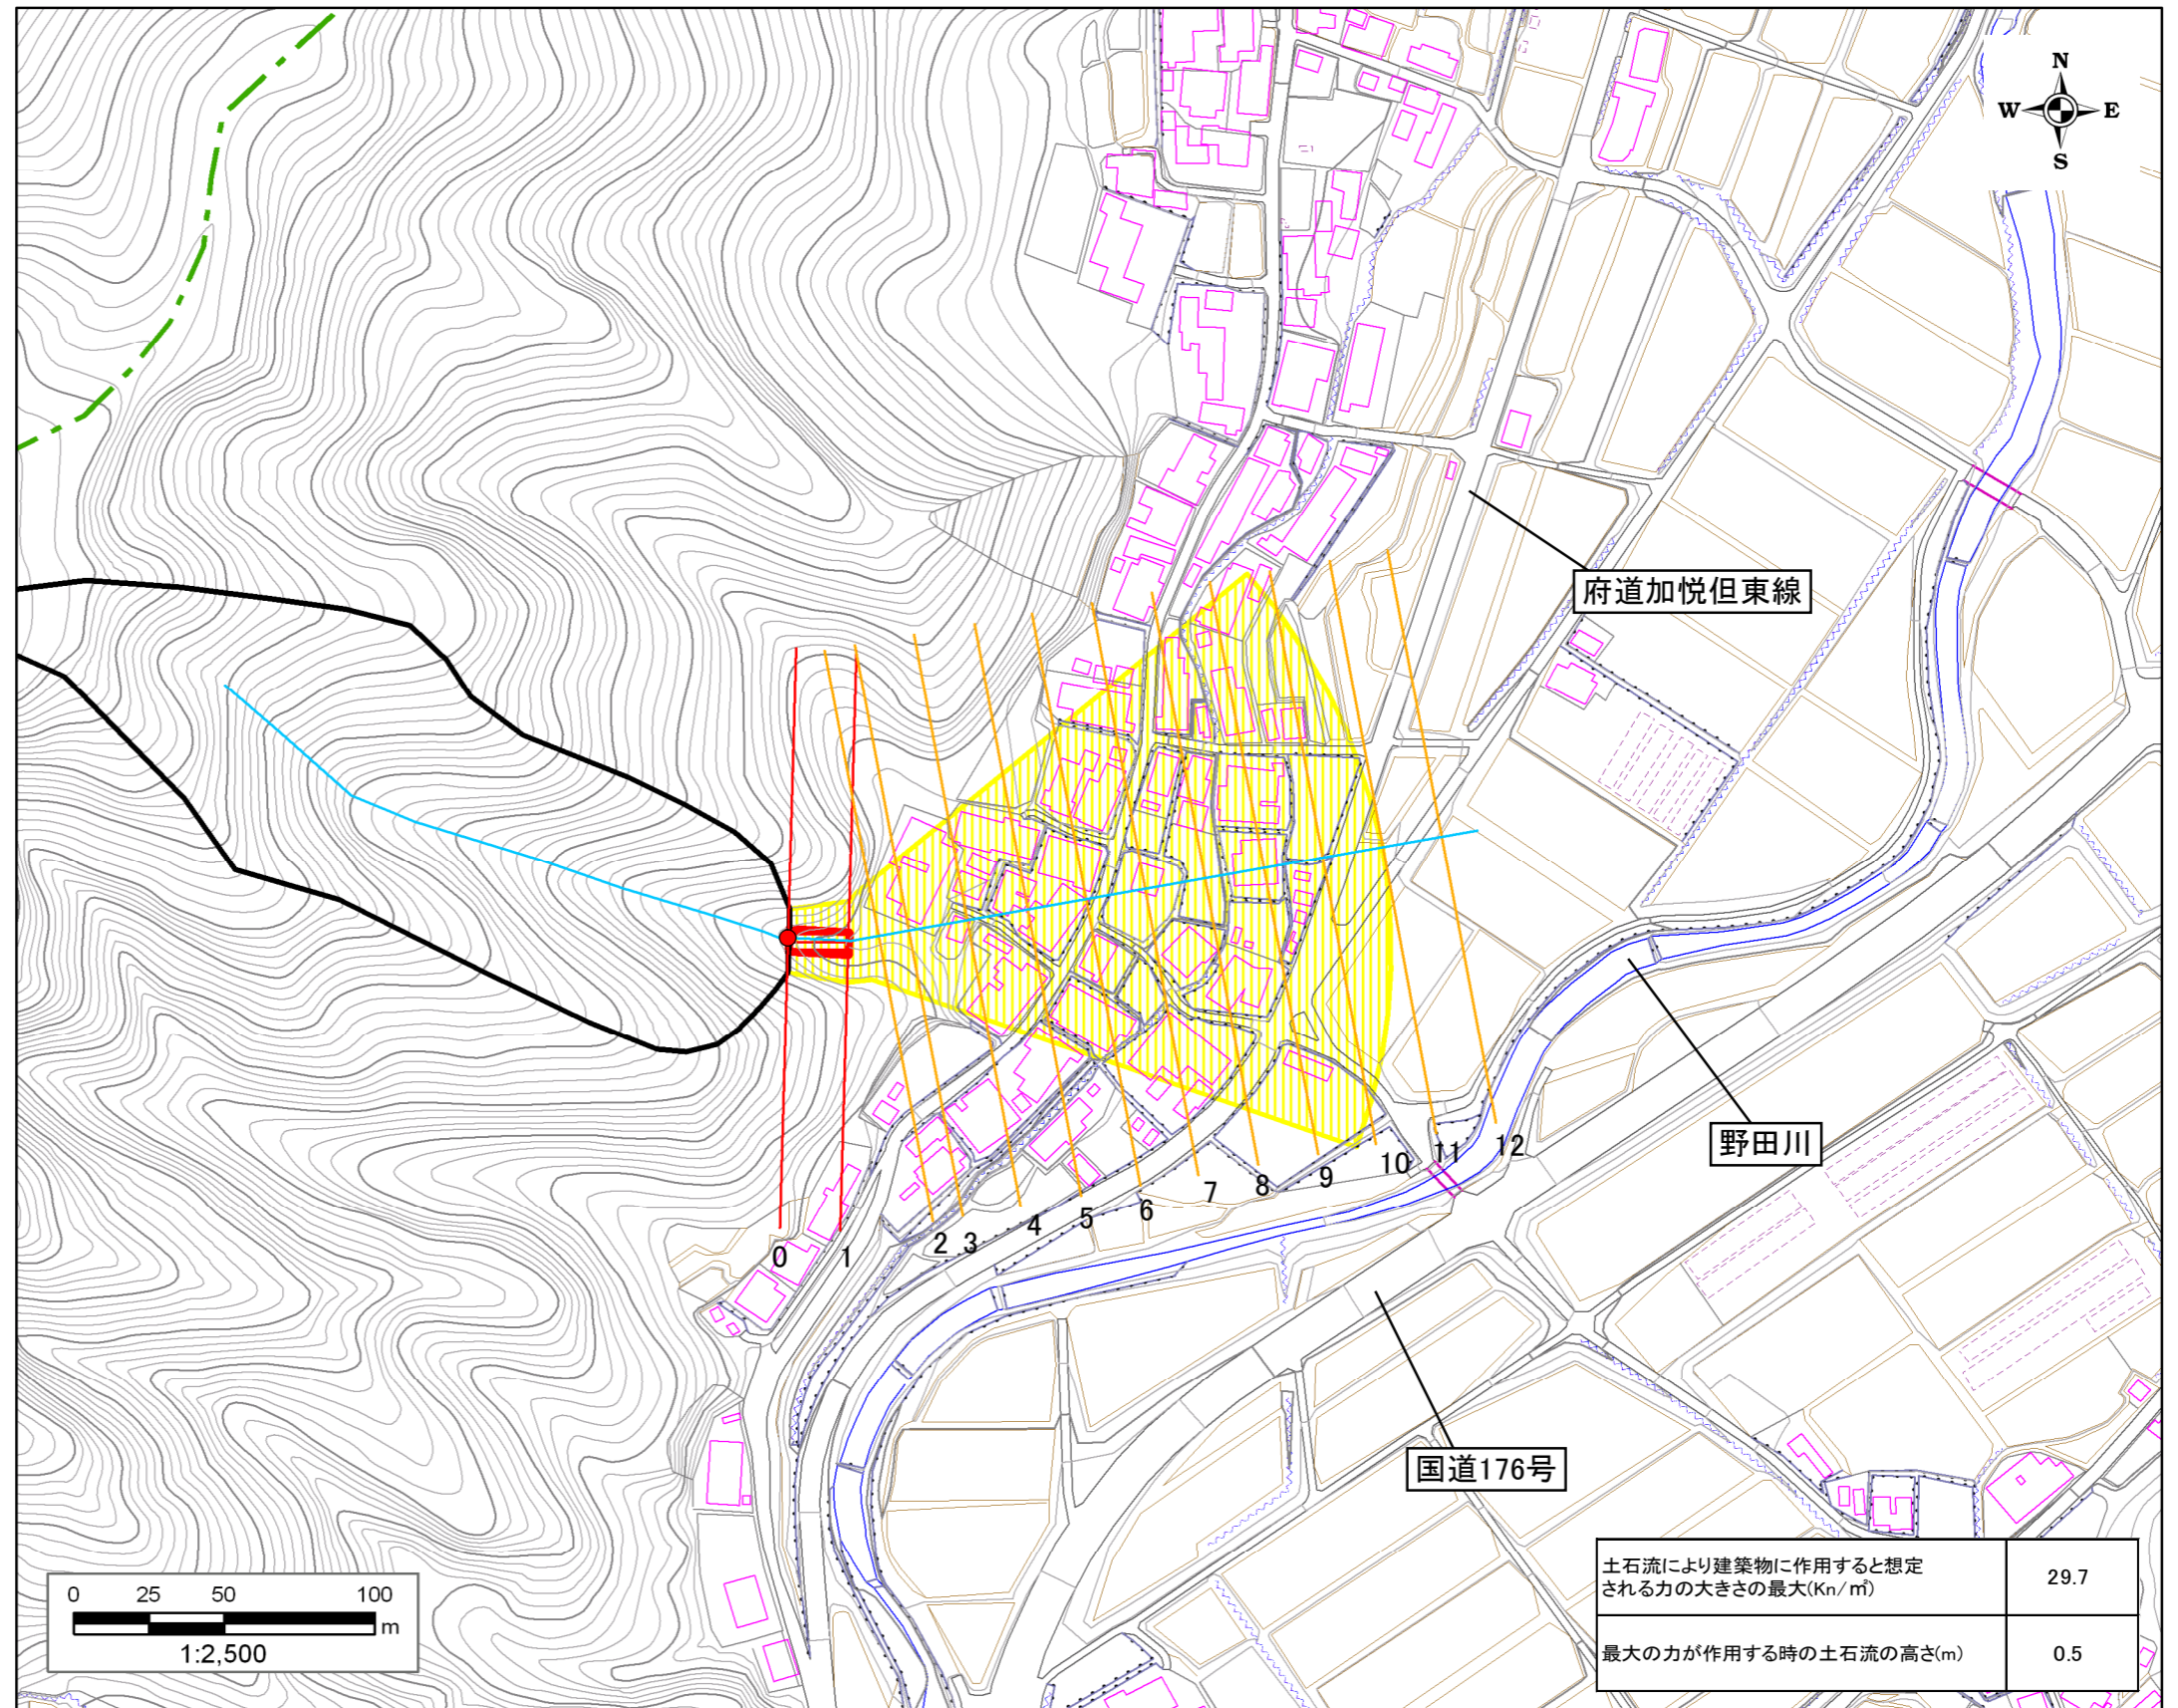 N
W E
S
府道加悦但東線
野田川
0
1
2
3
4
5
6
7
8
9
10
11
12
国道176号
0 25 50 100
m
1:2,500
土石流により建築物に作用すると想定
される力の大きさの最大(Kn/㎡)
29.7
最大の力が作用する時の土石流の高さ(m)
0.5